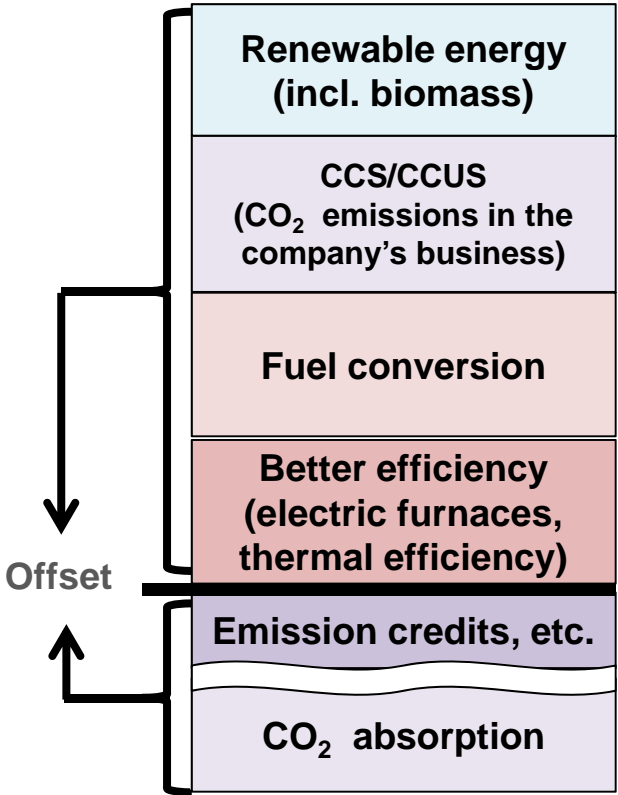 Renewable energy
(incl. biomass)
CCS/CCUS
(CO₂ emissions in the
company’s business)
Fuel conversion
Better efficiency
(electric furnaces,
thermal efficiency)
Offset
Emission credits, etc.
CO₂ absorption